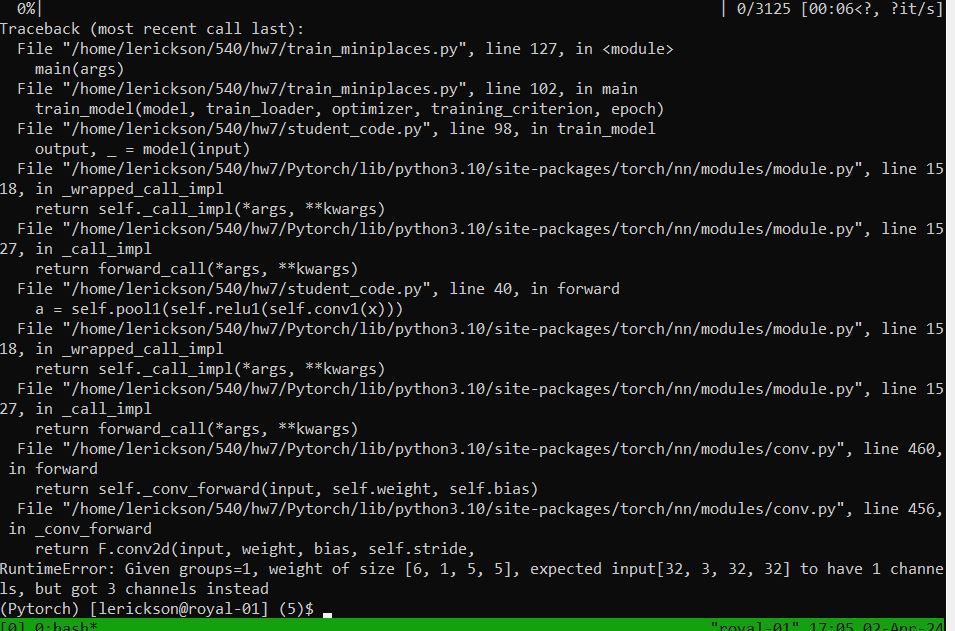 0%| | 0/3125 [00:06<?, ?it/s]
Traceback (most recent call last):
  File "/home/lerickson/540/hw7/train_miniplaces.py", line 127, in <module>
    main(args)
  File "/home/lerickson/540/hw7/train_miniplaces.py", line 102, in main
    train_model(model, train_loader, optimizer, training_criterion, epoch)
  File "/home/lerickson/540/hw7/student_code.py", line 98, in train_model
    output, _ = model(input)
  File "/home/lerickson/540/hw7/Pytorch/lib/python3.10/site-packages/torch/nn/modules/module.py", line 15
18, in _wrapped_call_impl
    return self._call_impl(*args, **kwargs)
  File "/home/lerickson/540/hw7/Pytorch/lib/python3.10/site-packages/torch/nn/modules/module.py", line 15
27, in _call_impl
    return forward_call(*args, **kwargs)
  File "/home/lerickson/540/hw7/student_code.py", line 40, in forward
    a = self.pool1(self.relu1(self.conv1(x)))
  File "/home/lerickson/540/hw7/Pytorch/lib/python3.10/site-packages/torch/nn/modules/module.py", line 15
18, in _wrapped_call_impl
    return self._call_impl(*args, **kwargs)
  File "/home/lerickson/540/hw7/Pytorch/lib/python3.10/site-packages/torch/nn/modules/module.py", line 15
27, in _call_impl
    return forward_call(*args, **kwargs)
  File "/home/lerickson/540/hw7/Pytorch/lib/python3.10/site-packages/torch/nn/modules/conv.py", line 460,
 in forward
    return self._conv_forward(input, self.weight, self.bias)
  File "/home/lerickson/540/hw7/Pytorch/lib/python3.10/site-packages/torch/nn/modules/conv.py", line 456,
 in _conv_forward
    return F.conv2d(input, weight, bias, self.stride,
RuntimeError: Given groups=1, weight of size [6, 1, 5, 5], expected input[32, 3, 32, 32] to have 1 channe
ls, but got 3 channels instead
(Pytorch) [lerickson@royal-01] (5)$
[0] 0:bash* "royal-01" 17:05 02-Apr-24